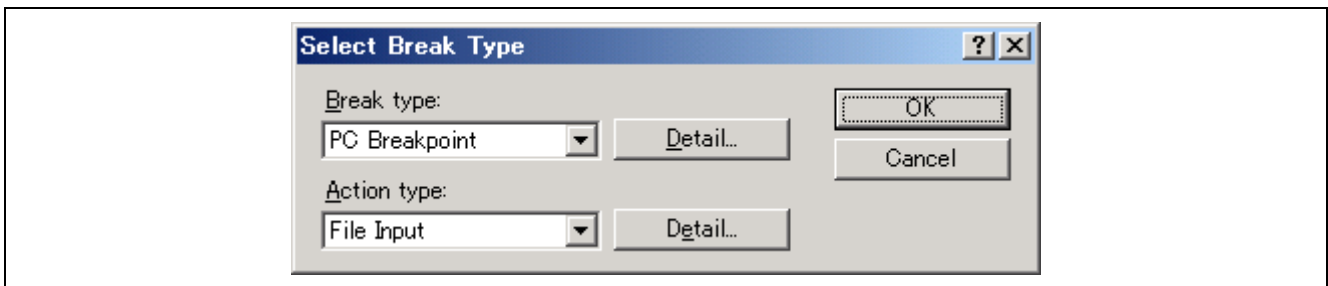 Select Break Type
Break type:
PC Breakpoint
Detail...
OK
Cancel
Action type:
File Input
Detail...